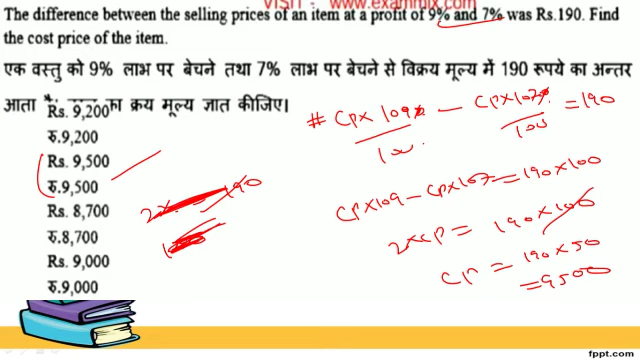 VISIT : www.exammix.com
The difference between the selling prices of an item at a profit of 9% and 7% was Rs.190. Find
the cost price of the item.
एक वस्तु को 9% लाभ पर बेचने तथा 7% लाभ पर बेचने से विक्रय मूल्य में 190 रूपये का अन्तर
आता का क्रय मूल्य ज्ञात कीजिए।
Rs. 9,200
रु.9,200
Rs. 9,500
रु.9,500
Rs. 8,700
रु.8,700
Rs. 9,000
रु.9,000
# CP×109 − CP×107 = 190
100 100
CP×109 − CP×107 = 190×100
2×CP = 190×100
CP = 190×50
= 9500
2× 190
fppt.com